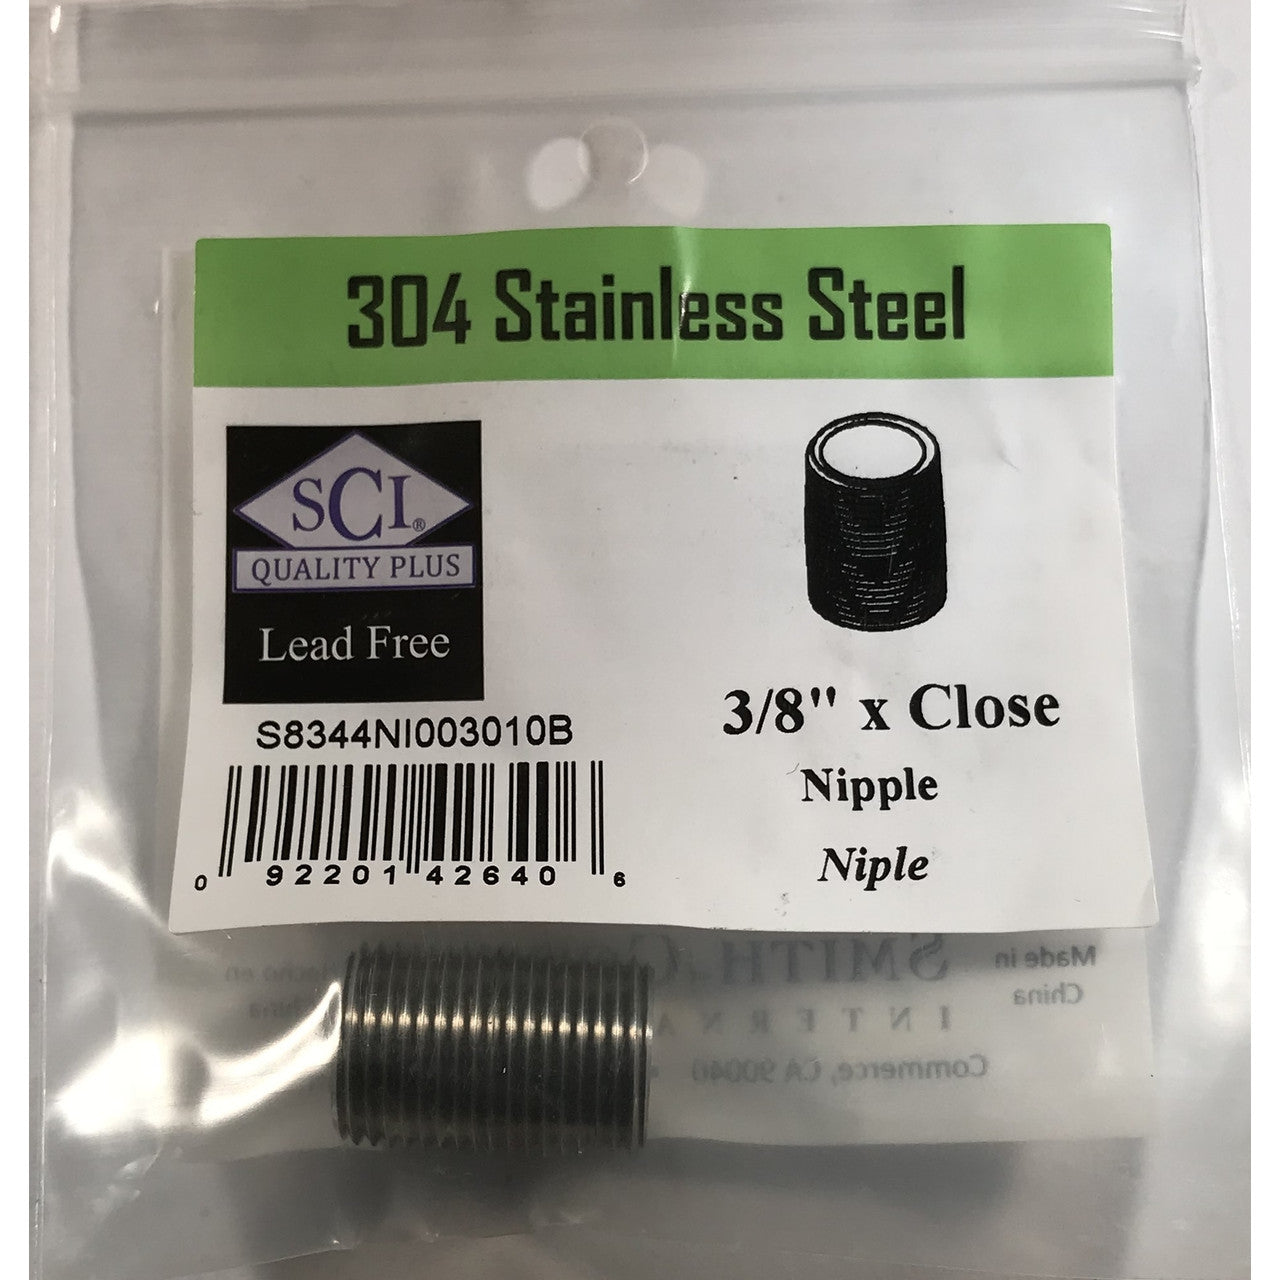 304 Stainless Steel
SCI®
QUALITY PLUS
Lead Free
S8344NI003010B
0 92201 42640 6
3/8" x Close
Nipple
Niple
SMITH
Made in
China
Commerce, CA 90040